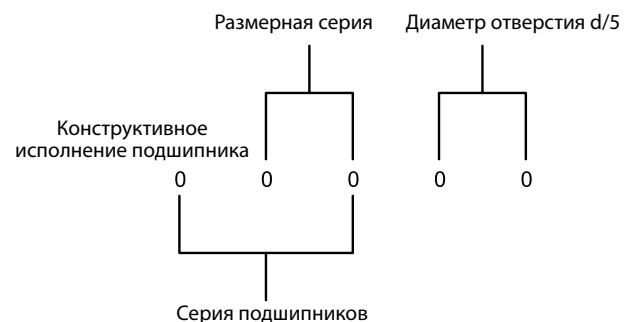 Размерная серия
Диаметр отверстия d/5
Конструктивное
исполнение подшипника
0 0 0 0 0
Серия подшипников